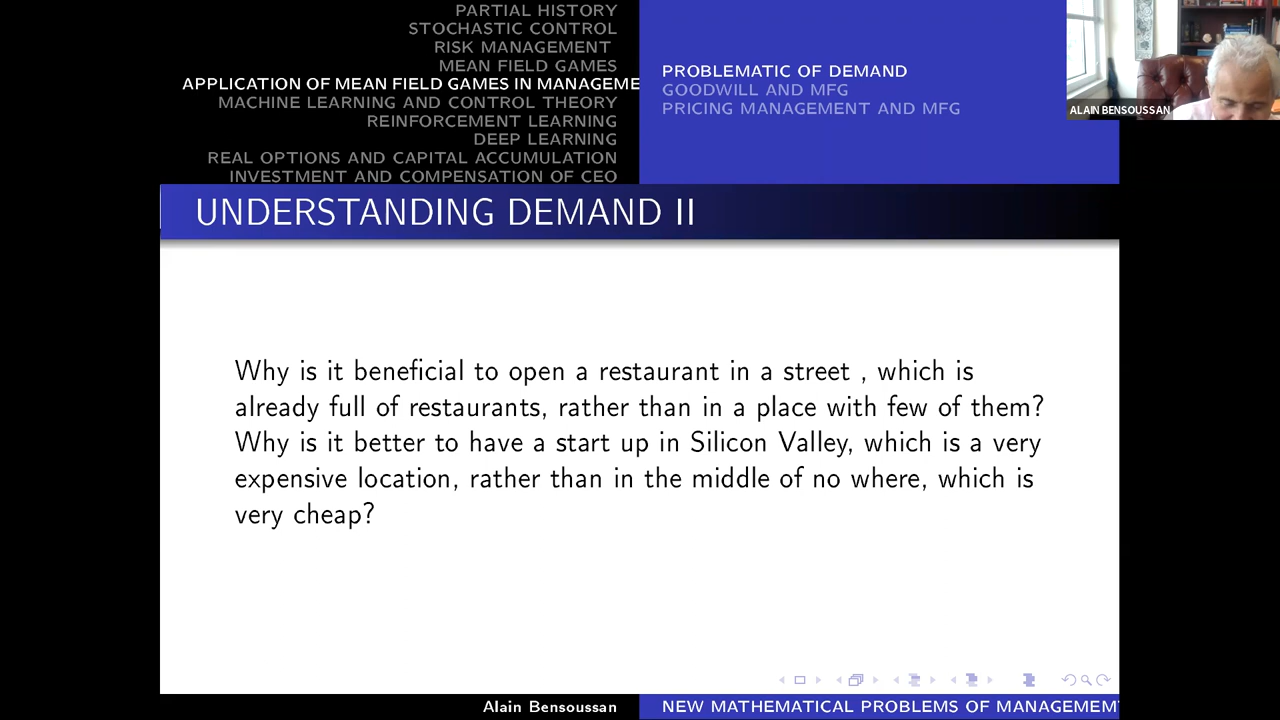 PARTIAL HISTORY
STOCHASTIC CONTROL
RISK MANAGEMENT
MEAN FIELD GAMES
APPLICATION OF MEAN FIELD GAMES IN MANAGEME
MACHINE LEARNING AND CONTROL THEORY
REINFORCEMENT LEARNING
DEEP LEARNING
REAL OPTIONS AND CAPITAL ACCUMULATION
INVESTMENT AND COMPENSATION OF CEO
PROBLEMATIC OF DEMAND
GOODWILL AND MFG
PRICING MANAGEMENT AND MFG
ALAIN BENSOUSSAN
UNDERSTANDING DEMAND II
Why is it beneficial to open a restaurant in a street , which is
already full of restaurants, rather than in a place with few of them?
Why is it better to have a start up in Silicon Valley, which is a very
expensive location, rather than in the middle of no where, which is
very cheap?
Alain Bensoussan
NEW MATHEMATICAL PROBLEMS OF MANAGEMENT